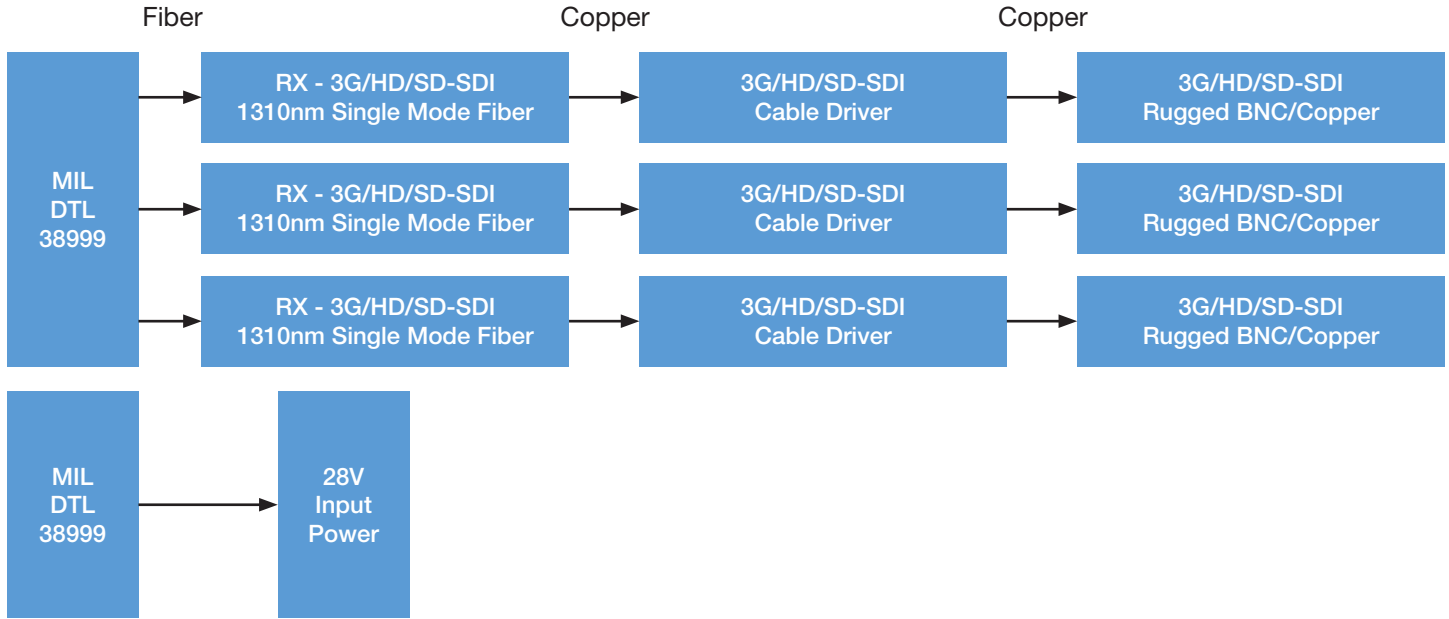 Fiber
Copper
Copper
MIL
DTL
38999
RX - 3G/HD/SD-SDI
1310nm Single Mode Fiber
3G/HD/SD-SDI
Cable Driver
3G/HD/SD-SDI
Rugged BNC/Copper
RX - 3G/HD/SD-SDI
1310nm Single Mode Fiber
3G/HD/SD-SDI
Cable Driver
3G/HD/SD-SDI
Rugged BNC/Copper
RX - 3G/HD/SD-SDI
1310nm Single Mode Fiber
3G/HD/SD-SDI
Cable Driver
3G/HD/SD-SDI
Rugged BNC/Copper
MIL
DTL
38999
28V
Input
Power